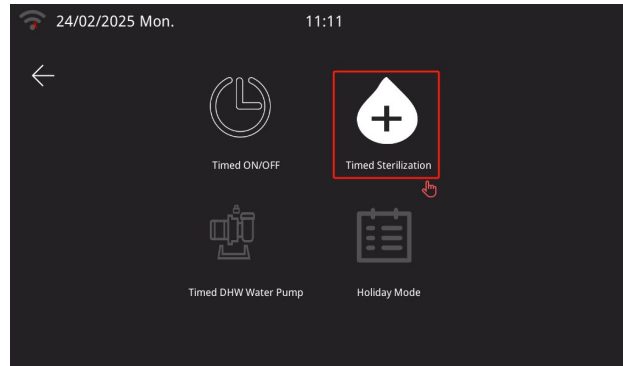 24/02/2025 Mon.
11:11
Timed ON/OFF
Timed Sterilization
Timed DHW Water Pump
Holiday Mode